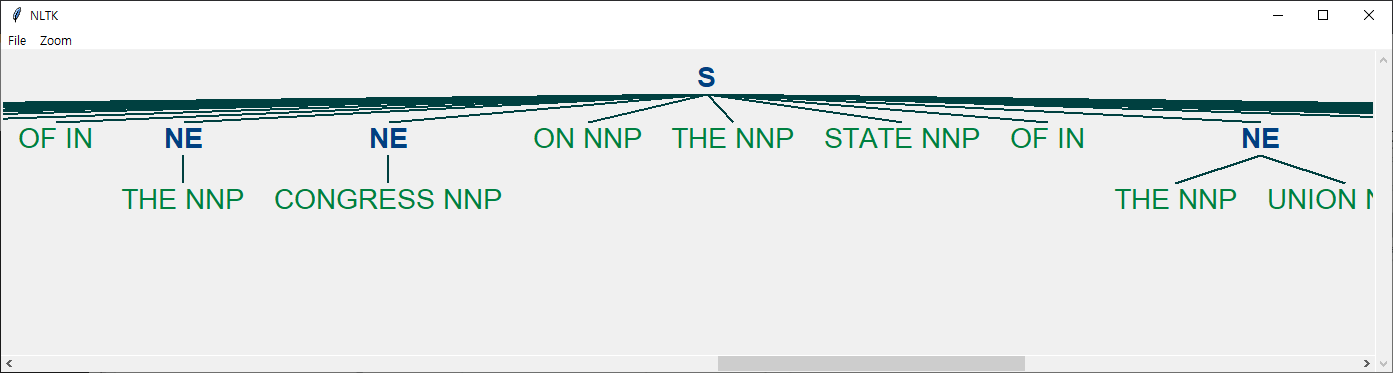 NLTK
File Zoom
S
OF IN NE NE ON NNP THE NNP STATE NNP OF IN NE
THE NNP CONGRESS NNP THE NNP UNION N